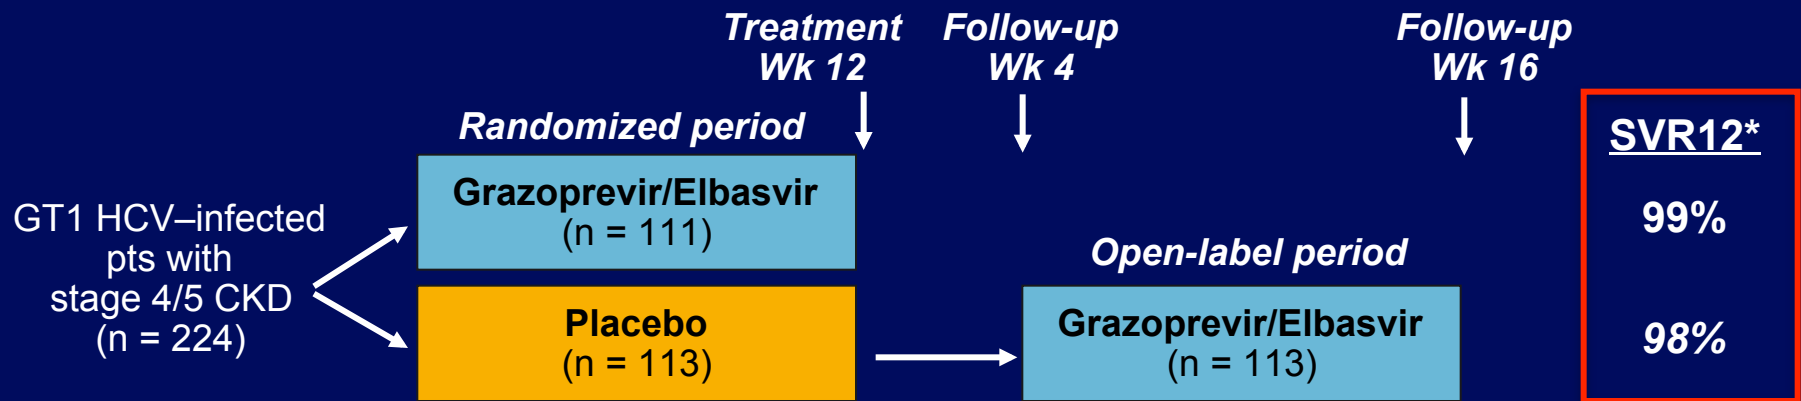 Treatment
Wk 12
Follow-up
Wk 4
Follow-up
Wk 16
Randomized period
SVR12*
GT1 HCV–infected
pts with
stage 4/5 CKD
(n = 224)
Grazoprevir/Elbasvir
(n = 111)
99%
Open-label period
Placebo
(n = 113)
Grazoprevir/Elbasvir
(n = 113)
98%